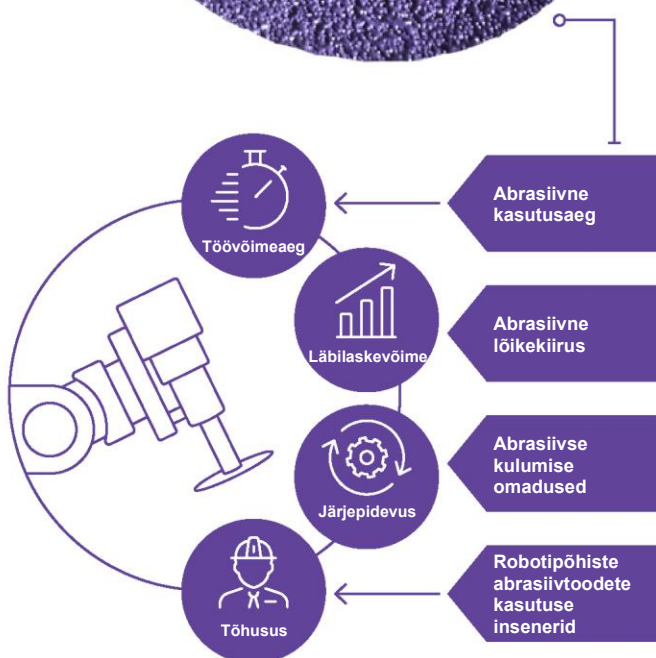 Töövõimeaeg
Abrasiivne
kasutusaeg
Läbilaskevõime
Abrasiivne
lõikekiirus
Järjepidevus
Abrasiivse
kulumise
omadused
Tõhusus
Robotipõhiste
abrasiivtoodete
kasutuse
insenerid